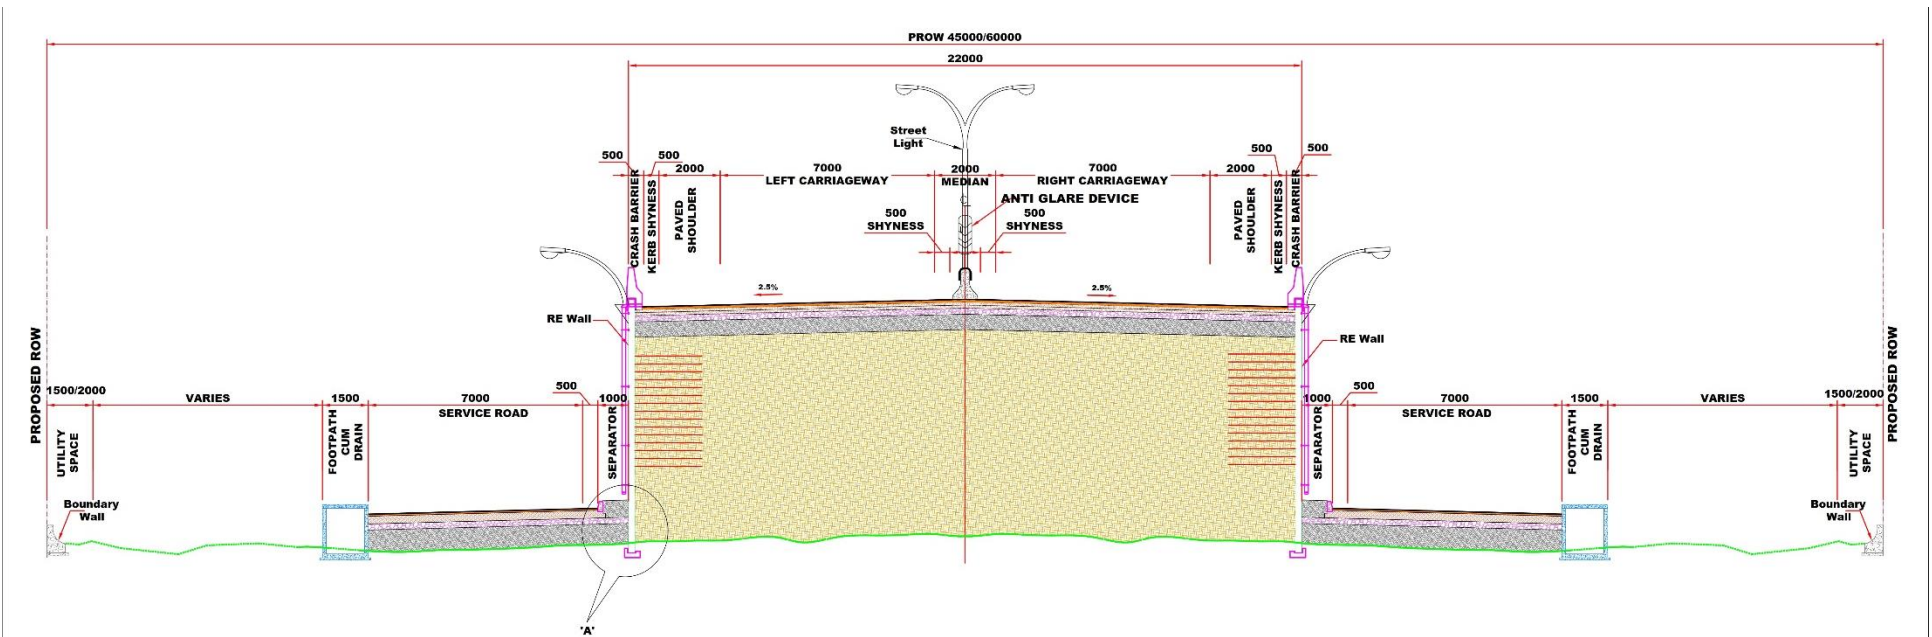 PROW 45000/60000
22000
Street
Light
500
500
2000
7000
LEFT CARRIAGEWAY
2000
MEDIAN
7000
RIGHT CARRIAGEWAY
2000
500
500
CRASH BARRIER
KERB SHYNESS
PAVED
SHOULDER
500
SHYNESS
ANTI GLARE DEVICE
500
SHYNESS
PAVED
SHOULDER
KERB SHYNESS
CRASH BARRIER
2.5%
2.5%
RE Wall
RE Wall
PROPOSED ROW
1500/2000
VARIES
1500
7000
SERVICE ROAD
500
1000
UTILITY
SPACE
FOOTPATH
CUM
DRAIN
SEPARATOR
1000
500
7000
SERVICE ROAD
1500
VARIES
1500/2000
PROPOSED ROW
SEPARATOR
FOOTPATH
CUM
DRAIN
UTILITY
SPACE
Boundary
Wall
Boundary
Wall
'A'